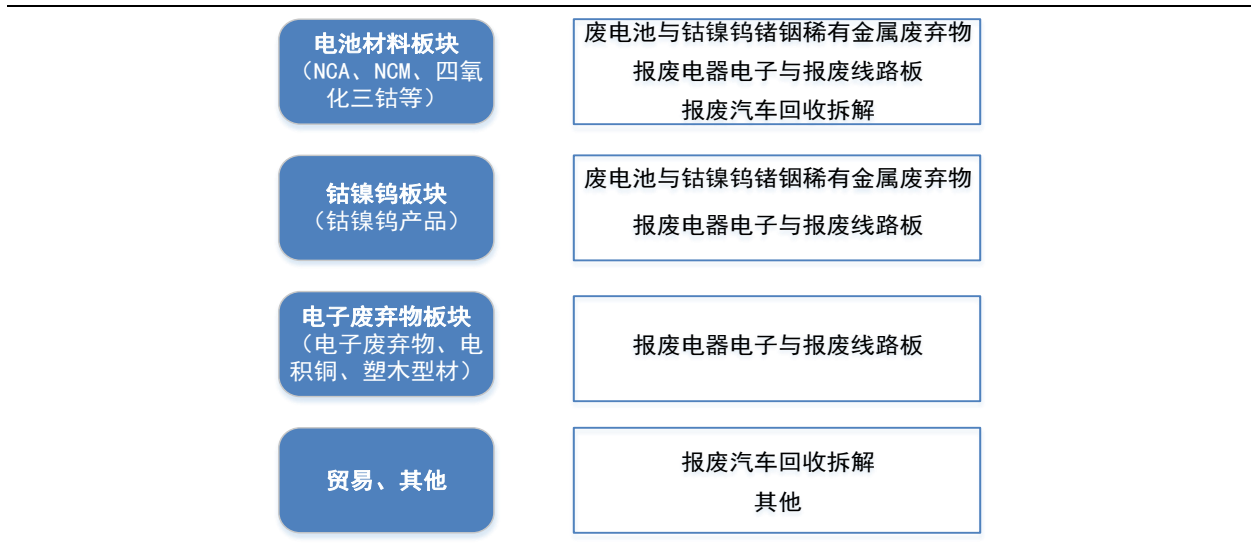 电池材料板块
（NCA、NCM、四氧
化三钴等）
废电池与钴镍钨锗铟稀有金属废弃物
报废电器电子与报废线路板
报废汽车回收拆解
钴镍钨板块
（钴镍钨产品）
废电池与钴镍钨锗铟稀有金属废弃物
报废电器电子与报废线路板
电子废弃物板块
（电子废弃物、电
积铜、塑木型材）
报废电器电子与报废线路板
贸易、其他
报废汽车回收拆解
其他